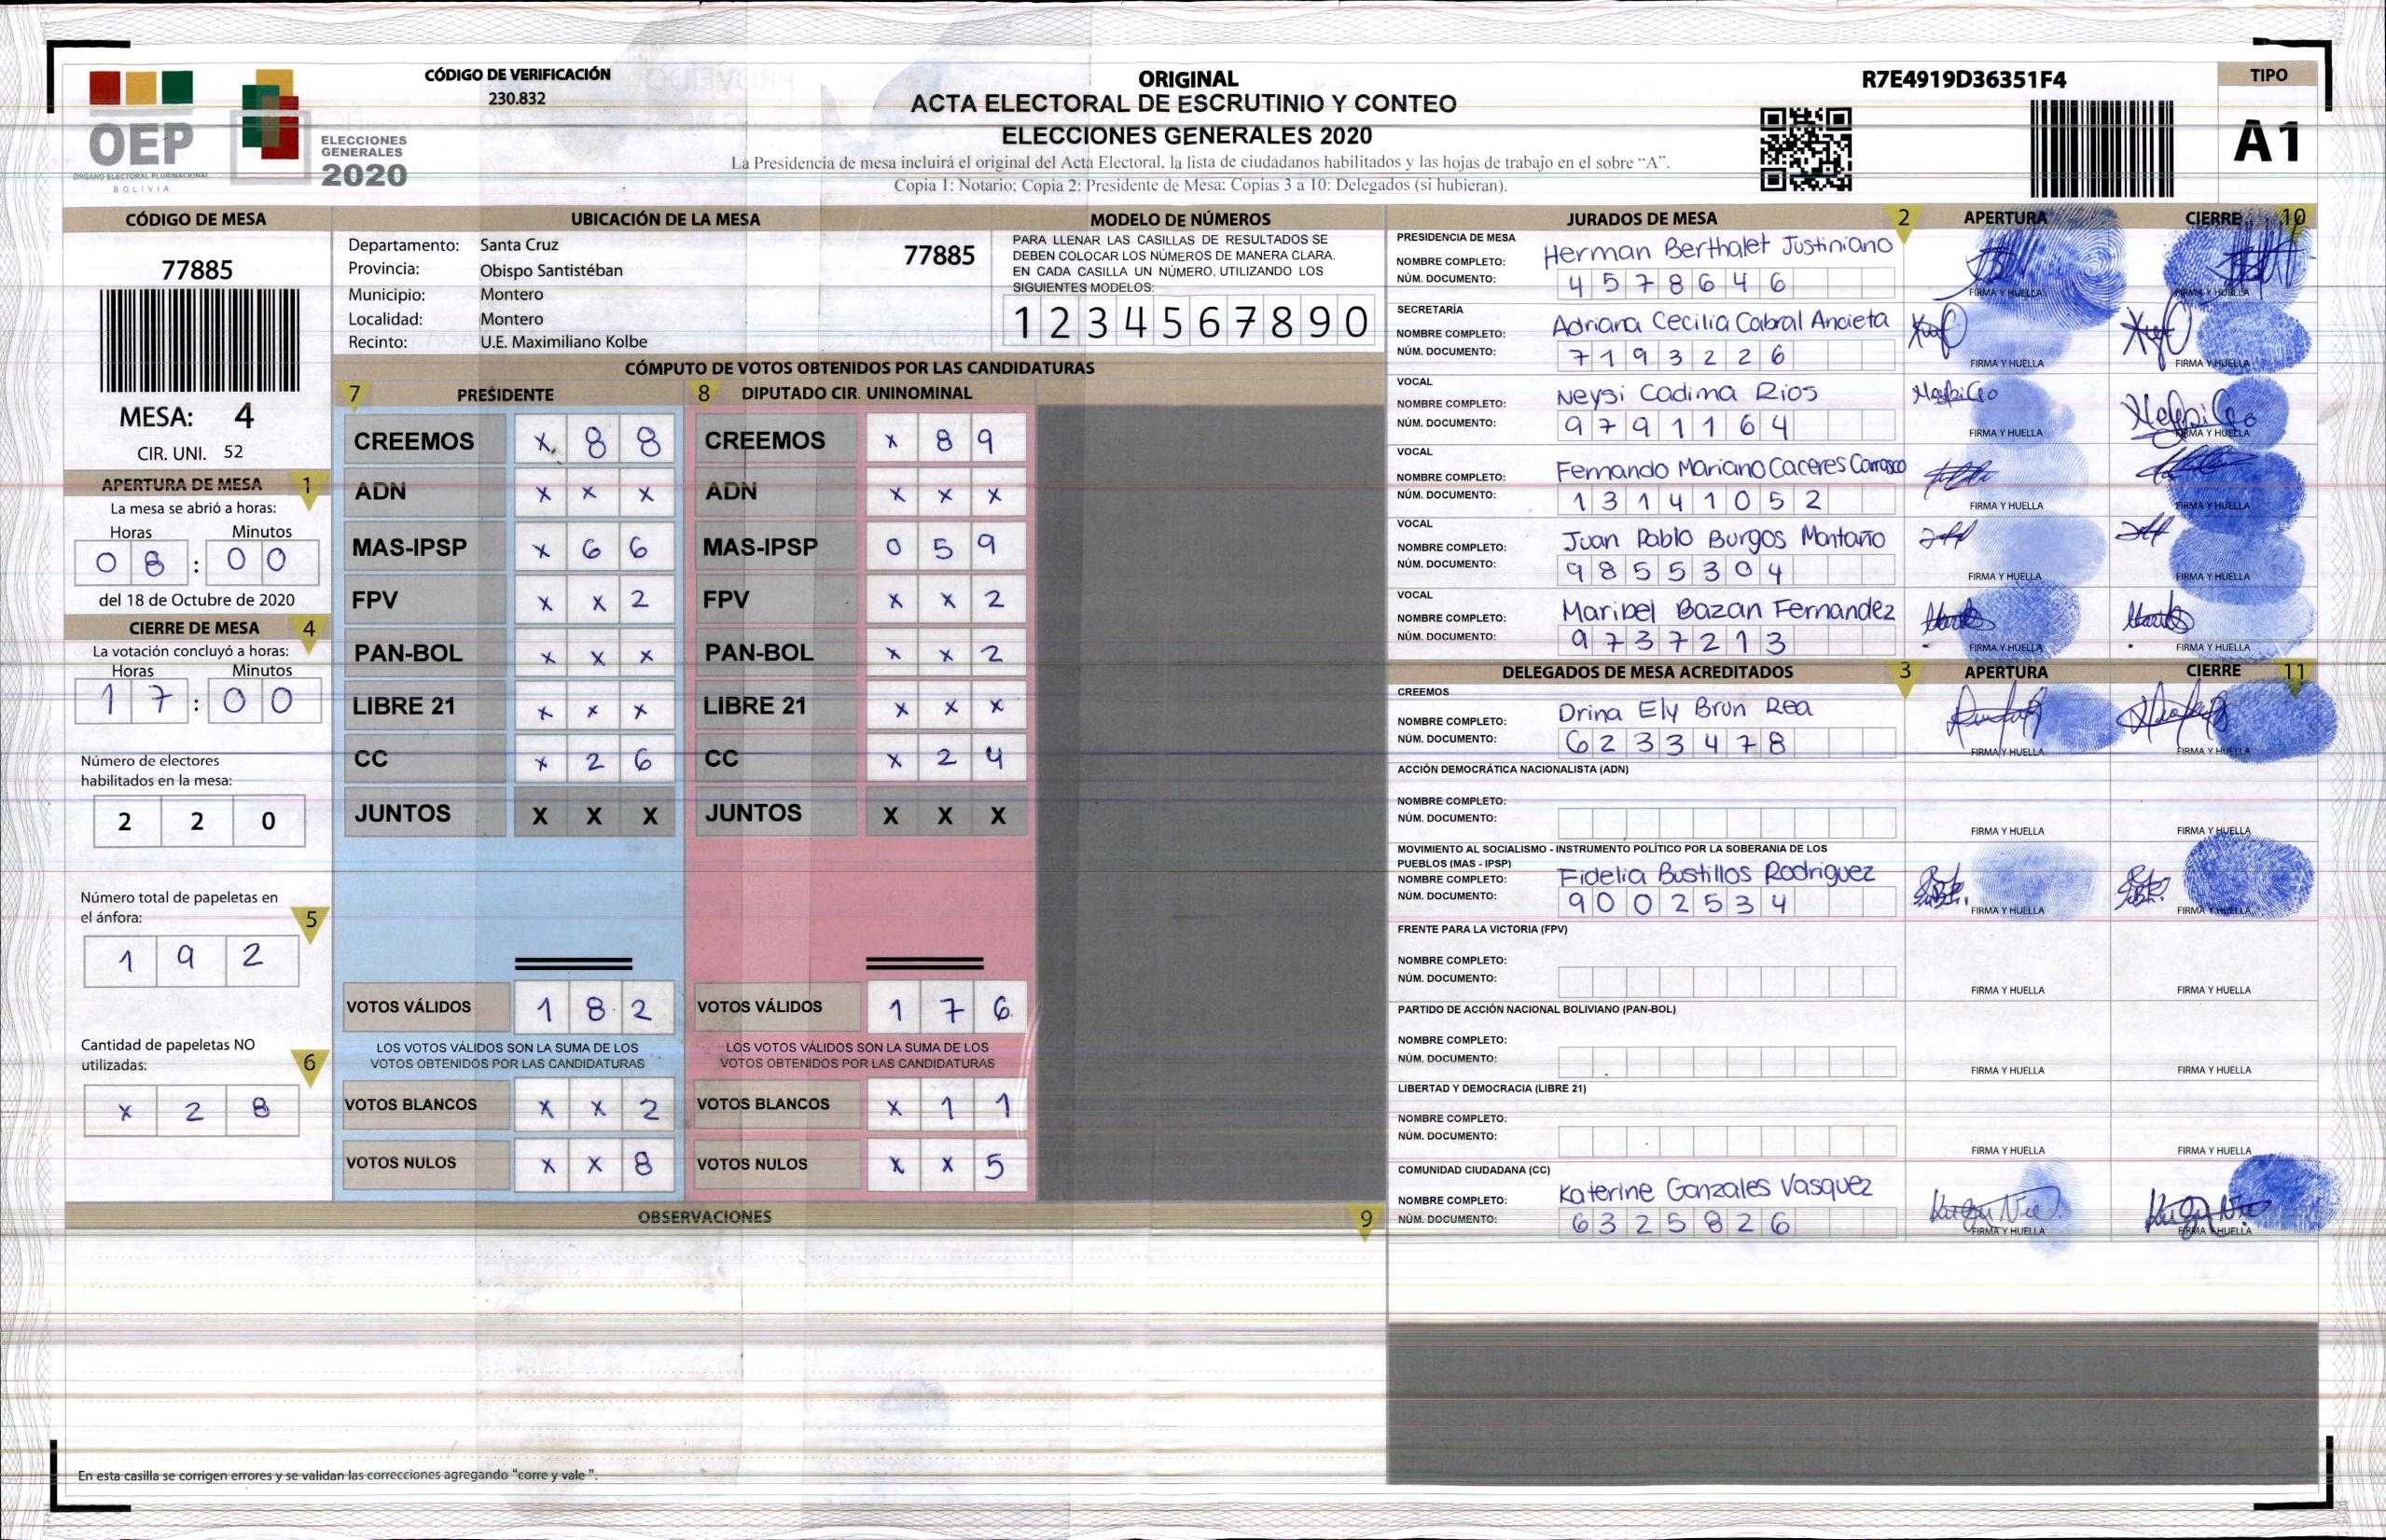 CÓDIGO DE VERIFICACIÓN
230.832
OEP
ÓRGANO ELECTORAL PLURINACIONAL
BOLIVIA
ELECCIONES
GENERALES
2020
ORIGINAL
ACTA ELECTORAL DE ESCRUTINIO Y CONTEO
ELECCIONES GENERALES 2020
La Presidencia de mesa incluirá el original del Acta Electoral, la lista de ciudadanos habilitados y las hojas de trabajo en el sobre "A".
Copia 1: Notario; Copia 2: Presidente de Mesa; Copias 3 a 10: Delegados (si hubieran).
R7E4919D36351F4
TIPO
A1
CÓDIGO DE MESA
77885
MESA: 4
CIR. UNI. 52
APERTURA DE MESA 1
La mesa se abrió a horas:
Horas Minutos
0 8 : 0 0
del 18 de Octubre de 2020
CIERRE DE MESA 4
La votación concluyó a horas:
Horas Minutos
1 7 : 0 0
Número de electores
habilitados en la mesa:
2 2 0
Número total de papeletas en
el ánfora: 5
1 9 2
Cantidad de papeletas NO
utilizadas: 6
x 2 8
UBICACIÓN DE LA MESA
Departamento: Santa Cruz
Provincia: Obispo Santistéban
Municipio: Montero
Localidad: Montero
Recinto: U.E. Maximiliano Kolbe
77885
MODELO DE NÚMEROS
PARA LLENAR LAS CASILLAS DE RESULTADOS SE
DEBEN COLOCAR LOS NÚMEROS DE MANERA CLARA.
EN CADA CASILLA UN NÚMERO, UTILIZANDO LOS
SIGUIENTES MODELOS:
1 2 3 4 5 6 7 8 9 0
CÓMPUTO DE VOTOS OBTENIDOS POR LAS CANDIDATURAS
7 PRESIDENTE 8 DIPUTADO CIR. UNINOMINAL
CREEMOS x 8 8 CREEMOS x 8 9
ADN x x x ADN x x x
MAS-IPSP x 6 6 MAS-IPSP 0 5 9
FPV x x 2 FPV x x 2
PAN-BOL x x x PAN-BOL x x 2
LIBRE 21 x x x LIBRE 21 x x x
CC x 2 6 CC x 2 4
JUNTOS X X X JUNTOS X X X
VOTOS VÁLIDOS 1 8 2 VOTOS VÁLIDOS 1 7 6
LOS VOTOS VÁLIDOS SON LA SUMA DE LOS LOS VOTOS VÁLIDOS SON LA SUMA DE LOS
VOTOS OBTENIDOS POR LAS CANDIDATURAS VOTOS OBTENIDOS POR LAS CANDIDATURAS
VOTOS BLANCOS x x 2 VOTOS BLANCOS x 1 1
VOTOS NULOS x x 8 VOTOS NULOS x x 5
OBSERVACIONES 9
En esta casilla se corrigen errores y se validan las correcciones agregando "corre y vale ".
JURADOS DE MESA 2 APERTURA CIERRE 10
PRESIDENCIA DE MESA
NOMBRE COMPLETO: Herman Berthalet Justiniano
NÚM. DOCUMENTO: 4 5 7 8 6 4 6
FIRMA Y HUELLA FIRMA Y HUELLA
SECRETARÍA
NOMBRE COMPLETO: Adriana Cecilia Cabral Ancieta
NÚM. DOCUMENTO: 7 1 9 3 2 2 6
FIRMA Y HUELLA FIRMA Y HUELLA
VOCAL
NOMBRE COMPLETO: Neysi Cadima Rios
NÚM. DOCUMENTO: 9 7 9 1 1 6 4
FIRMA Y HUELLA FIRMA Y HUELLA
VOCAL
NOMBRE COMPLETO: Fernando Mariano Caceres Carrasco
NÚM. DOCUMENTO: 1 3 1 4 1 0 5 2
FIRMA Y HUELLA FIRMA Y HUELLA
VOCAL
NOMBRE COMPLETO: Juan Pablo Burgos Montaño
NÚM. DOCUMENTO: 9 8 5 5 3 0 4
FIRMA Y HUELLA FIRMA Y HUELLA
VOCAL
NOMBRE COMPLETO: Maribel Bazan Fernandez
NÚM. DOCUMENTO: 9 7 3 7 2 1 3
FIRMA Y HUELLA FIRMA Y HUELLA
DELEGADOS DE MESA ACREDITADOS 3 APERTURA CIERRE 11
CREEMOS
NOMBRE COMPLETO: Drina Ely Brun Rea
NÚM. DOCUMENTO: 6 2 3 3 4 7 8
FIRMA Y HUELLA FIRMA Y HUELLA
ACCIÓN DEMOCRÁTICA NACIONALISTA (ADN)
NOMBRE COMPLETO:
NÚM. DOCUMENTO:
FIRMA Y HUELLA FIRMA Y HUELLA
MOVIMIENTO AL SOCIALISMO - INSTRUMENTO POLÍTICO POR LA SOBERANIA DE LOS
PUEBLOS (MAS - IPSP)
NOMBRE COMPLETO: Fidelia Bustillos Rodriguez
NÚM. DOCUMENTO: 9 0 0 2 5 3 4
FIRMA Y HUELLA FIRMA Y HUELLA
FRENTE PARA LA VICTORIA (FPV)
NOMBRE COMPLETO:
NÚM. DOCUMENTO:
FIRMA Y HUELLA FIRMA Y HUELLA
PARTIDO DE ACCIÓN NACIONAL BOLIVIANO (PAN-BOL)
NOMBRE COMPLETO:
NÚM. DOCUMENTO:
FIRMA Y HUELLA FIRMA Y HUELLA
LIBERTAD Y DEMOCRACIA (LIBRE 21)
NOMBRE COMPLETO:
NÚM. DOCUMENTO:
FIRMA Y HUELLA FIRMA Y HUELLA
COMUNIDAD CIUDADANA (CC)
NOMBRE COMPLETO: Katerine Gonzales Vasquez
NÚM. DOCUMENTO: 6 3 2 5 8 2 6
FIRMA Y HUELLA FIRMA Y HUELLA